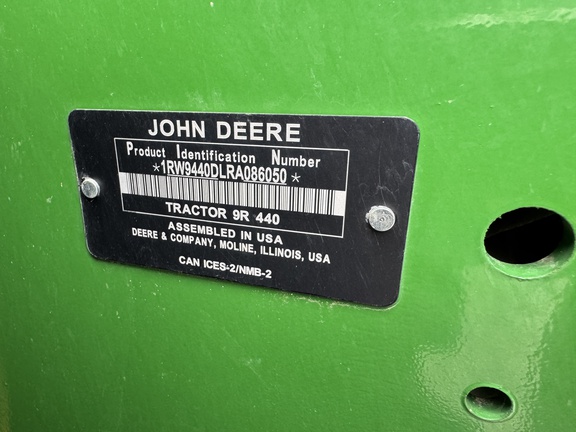 JOHN DEERE
Product Identification Number
*1RW9440DLRA086050*
TRACTOR 9R 440
ASSEMBLED IN USA
DEERE & COMPANY, MOLINE, ILLINOIS, USA
CAN ICES-2/NMB-2